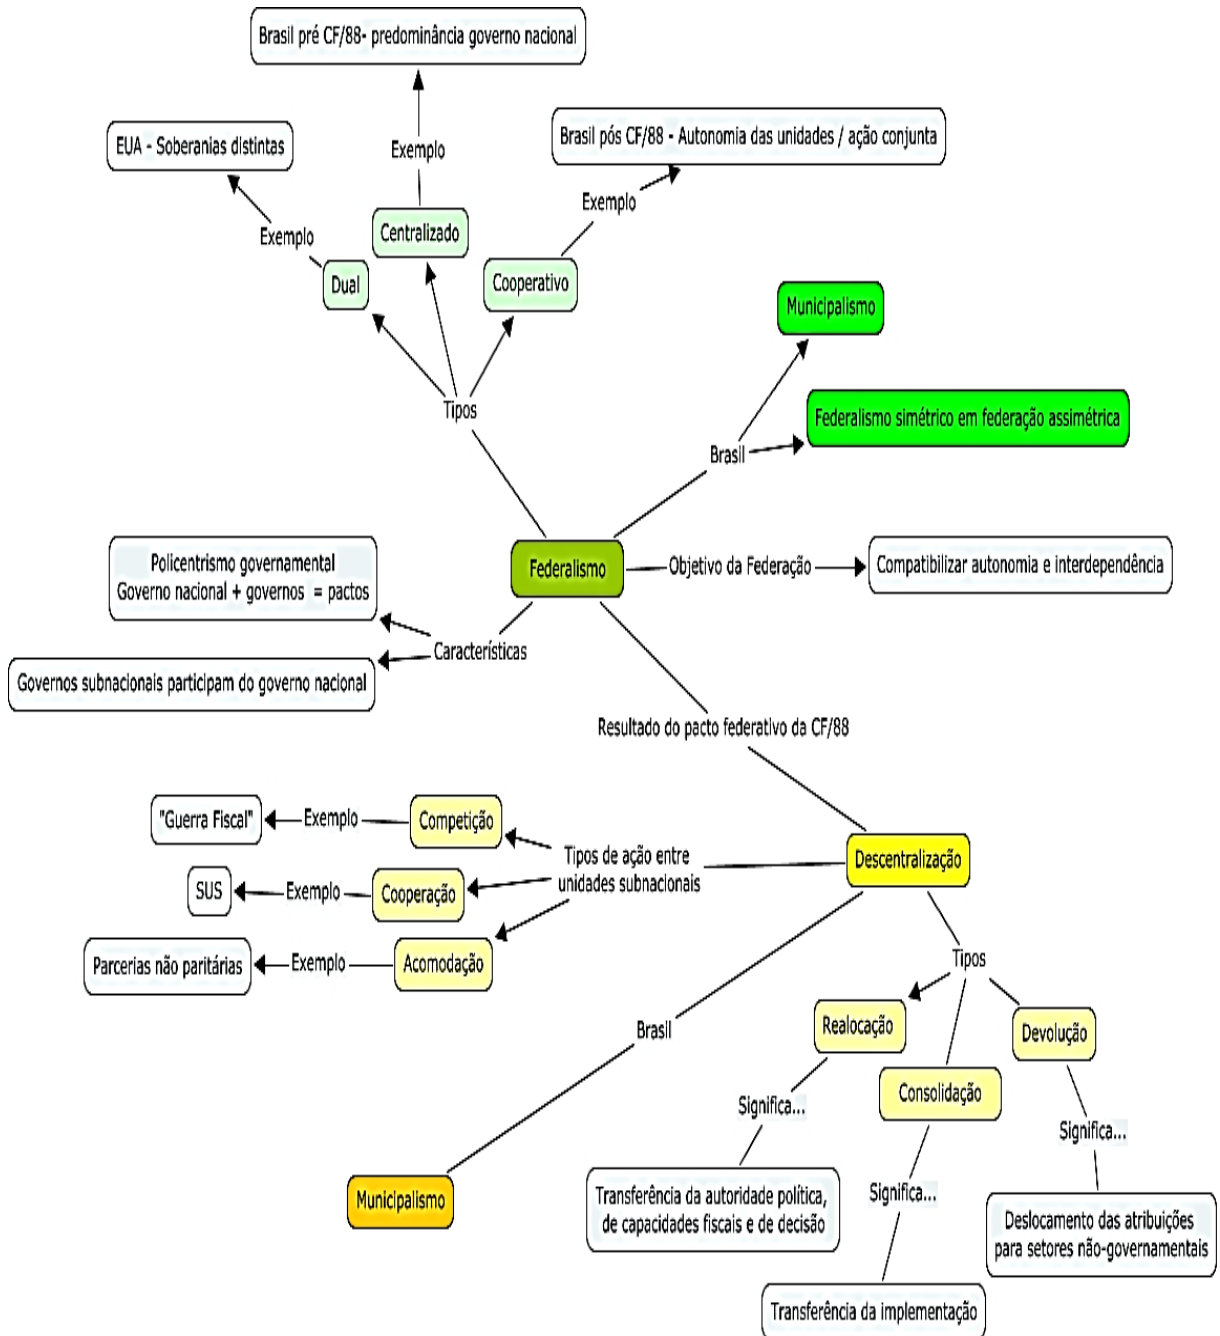 Brasil pré CF/88- predominância governo nacional
EUA - Soberanias distintas
Exemplo
Brasil pós CF/88 - Autonomia das unidades / ação conjunta
Exemplo
Exemplo
Centralizado
Dual
Cooperativo
Municipalismo
Tipos
Federalismo simétrico em federação assimétrica
Brasil
Policentrismo governamental
Governo nacional + governos = pactos
Federalismo
Objetivo da Federação
Compatibilizar autonomia e interdependência
Características
Governos subnacionais participam do governo nacional
Resultado do pacto federativo da CF/88
"Guerra Fiscal"
Exemplo
Competição
Tipos de ação entre
unidades subnacionais
Descentralização
SUS
Exemplo
Cooperação
Parcerias não paritárias
Exemplo
Acomodação
Tipos
Brasil
Realocação
Devolução
Consolidação
Significa...
Significa...
Significa...
Municipalismo
Transferência da autoridade política,
de capacidades fiscais e de decisão
Deslocamento das atribuições
para setores não-governamentais
Transferência da implementação